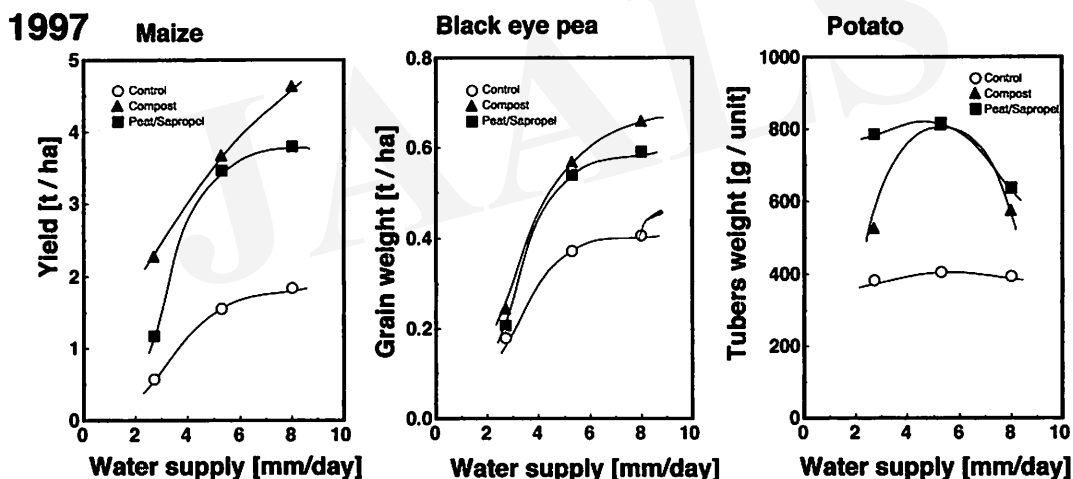 1997
Maize
Black eye pea
Potato
5
4
3
2
1
0
Yield [t / ha]
Control
Compost
Peat/Sapropel
0 2 4 6 8 10
Water supply [mm/day]
0.8
0.6
0.4
0.2
0.0
Grain weight [t / ha]
Control
Compost
Peat/Sapropel
0 2 4 6 8 10
Water supply [mm/day]
1000
800
600
400
200
0
Tubers weight [g / unit]
Control
Compost
Peat/Sapropel
0 2 4 6 8 10
Water supply [mm/day]
JAALS